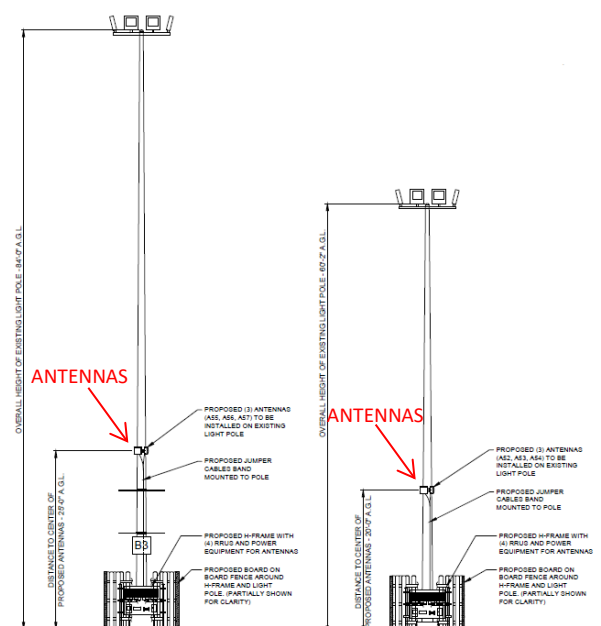 OVERALL HEIGHT OF EXISTING LIGHT POLE - 84'-0" A.G.L.
ANTENNAS
PROPOSED (3) ANTENNAS
(A55, A56, A57) TO BE
INSTALLED ON EXISTING
LIGHT POLE
PROPOSED JUMPER
CABLES BAND
MOUNTED TO POLE
DISTANCE TO CENTER OF
PROPOSED ANTENNAS - 25'-0" A.G.L.
B3
PROPOSED H-FRAME WITH
(4) RRUS AND POWER
EQUIPMENT FOR ANTENNAS
PROPOSED BOARD ON
BOARD FENCE AROUND
H-FRAME AND LIGHT
POLE. (PARTIALLY SHOWN
FOR CLARITY)
OVERALL HEIGHT OF EXISTING LIGHT POLE - 60'-2" A.G.L.
ANTENNAS
PROPOSED (3) ANTENNAS
(A52, A53, A54) TO BE
INSTALLED ON EXISTING
LIGHT POLE
PROPOSED JUMPER
CABLES BAND
MOUNTED TO POLE
DISTANCE TO CENTER OF
PROPOSED ANTENNAS - 20'-0" A.G.L.
PROPOSED H-FRAME WITH
(4) RRUS AND POWER
EQUIPMENT FOR ANTENNAS
PROPOSED BOARD ON
BOARD FENCE AROUND
H-FRAME AND LIGHT
POLE. (PARTIALLY SHOWN
FOR CLARITY)